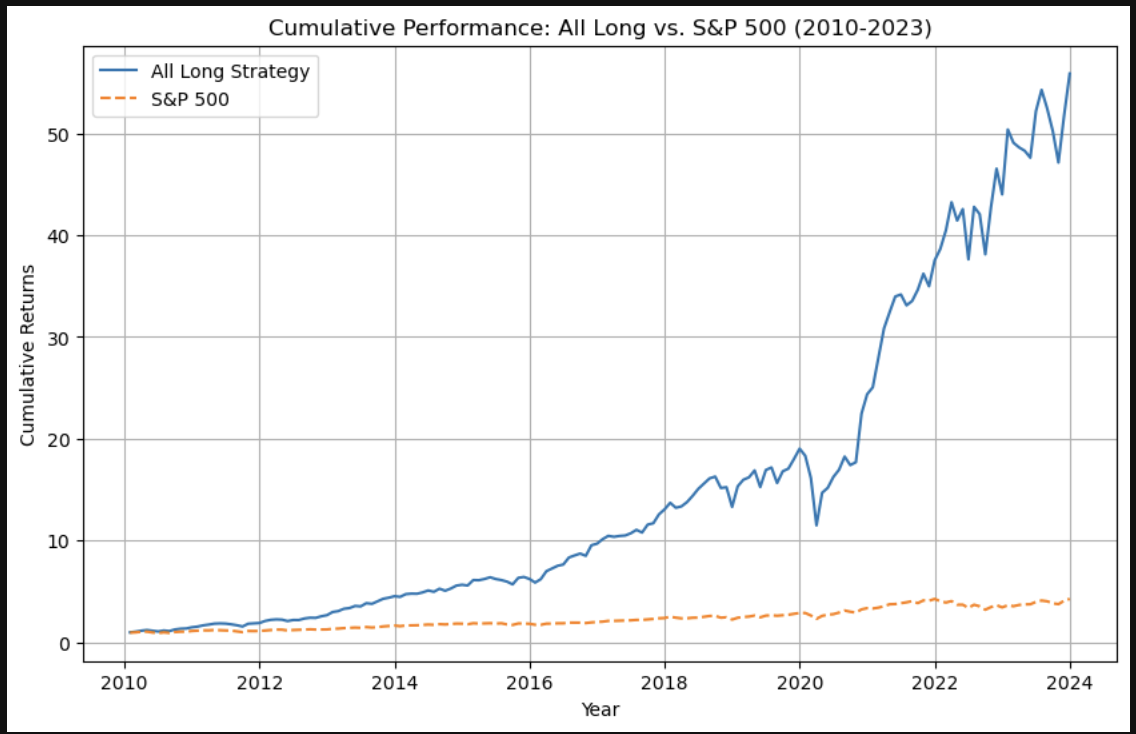 Cumulative Performance: All Long vs. S&P 500 (2010-2023)
All Long Strategy
S&P 500
Cumulative Returns
50
40
30
20
10
0
2010 2012 2014 2016 2018 2020 2022 2024
Year